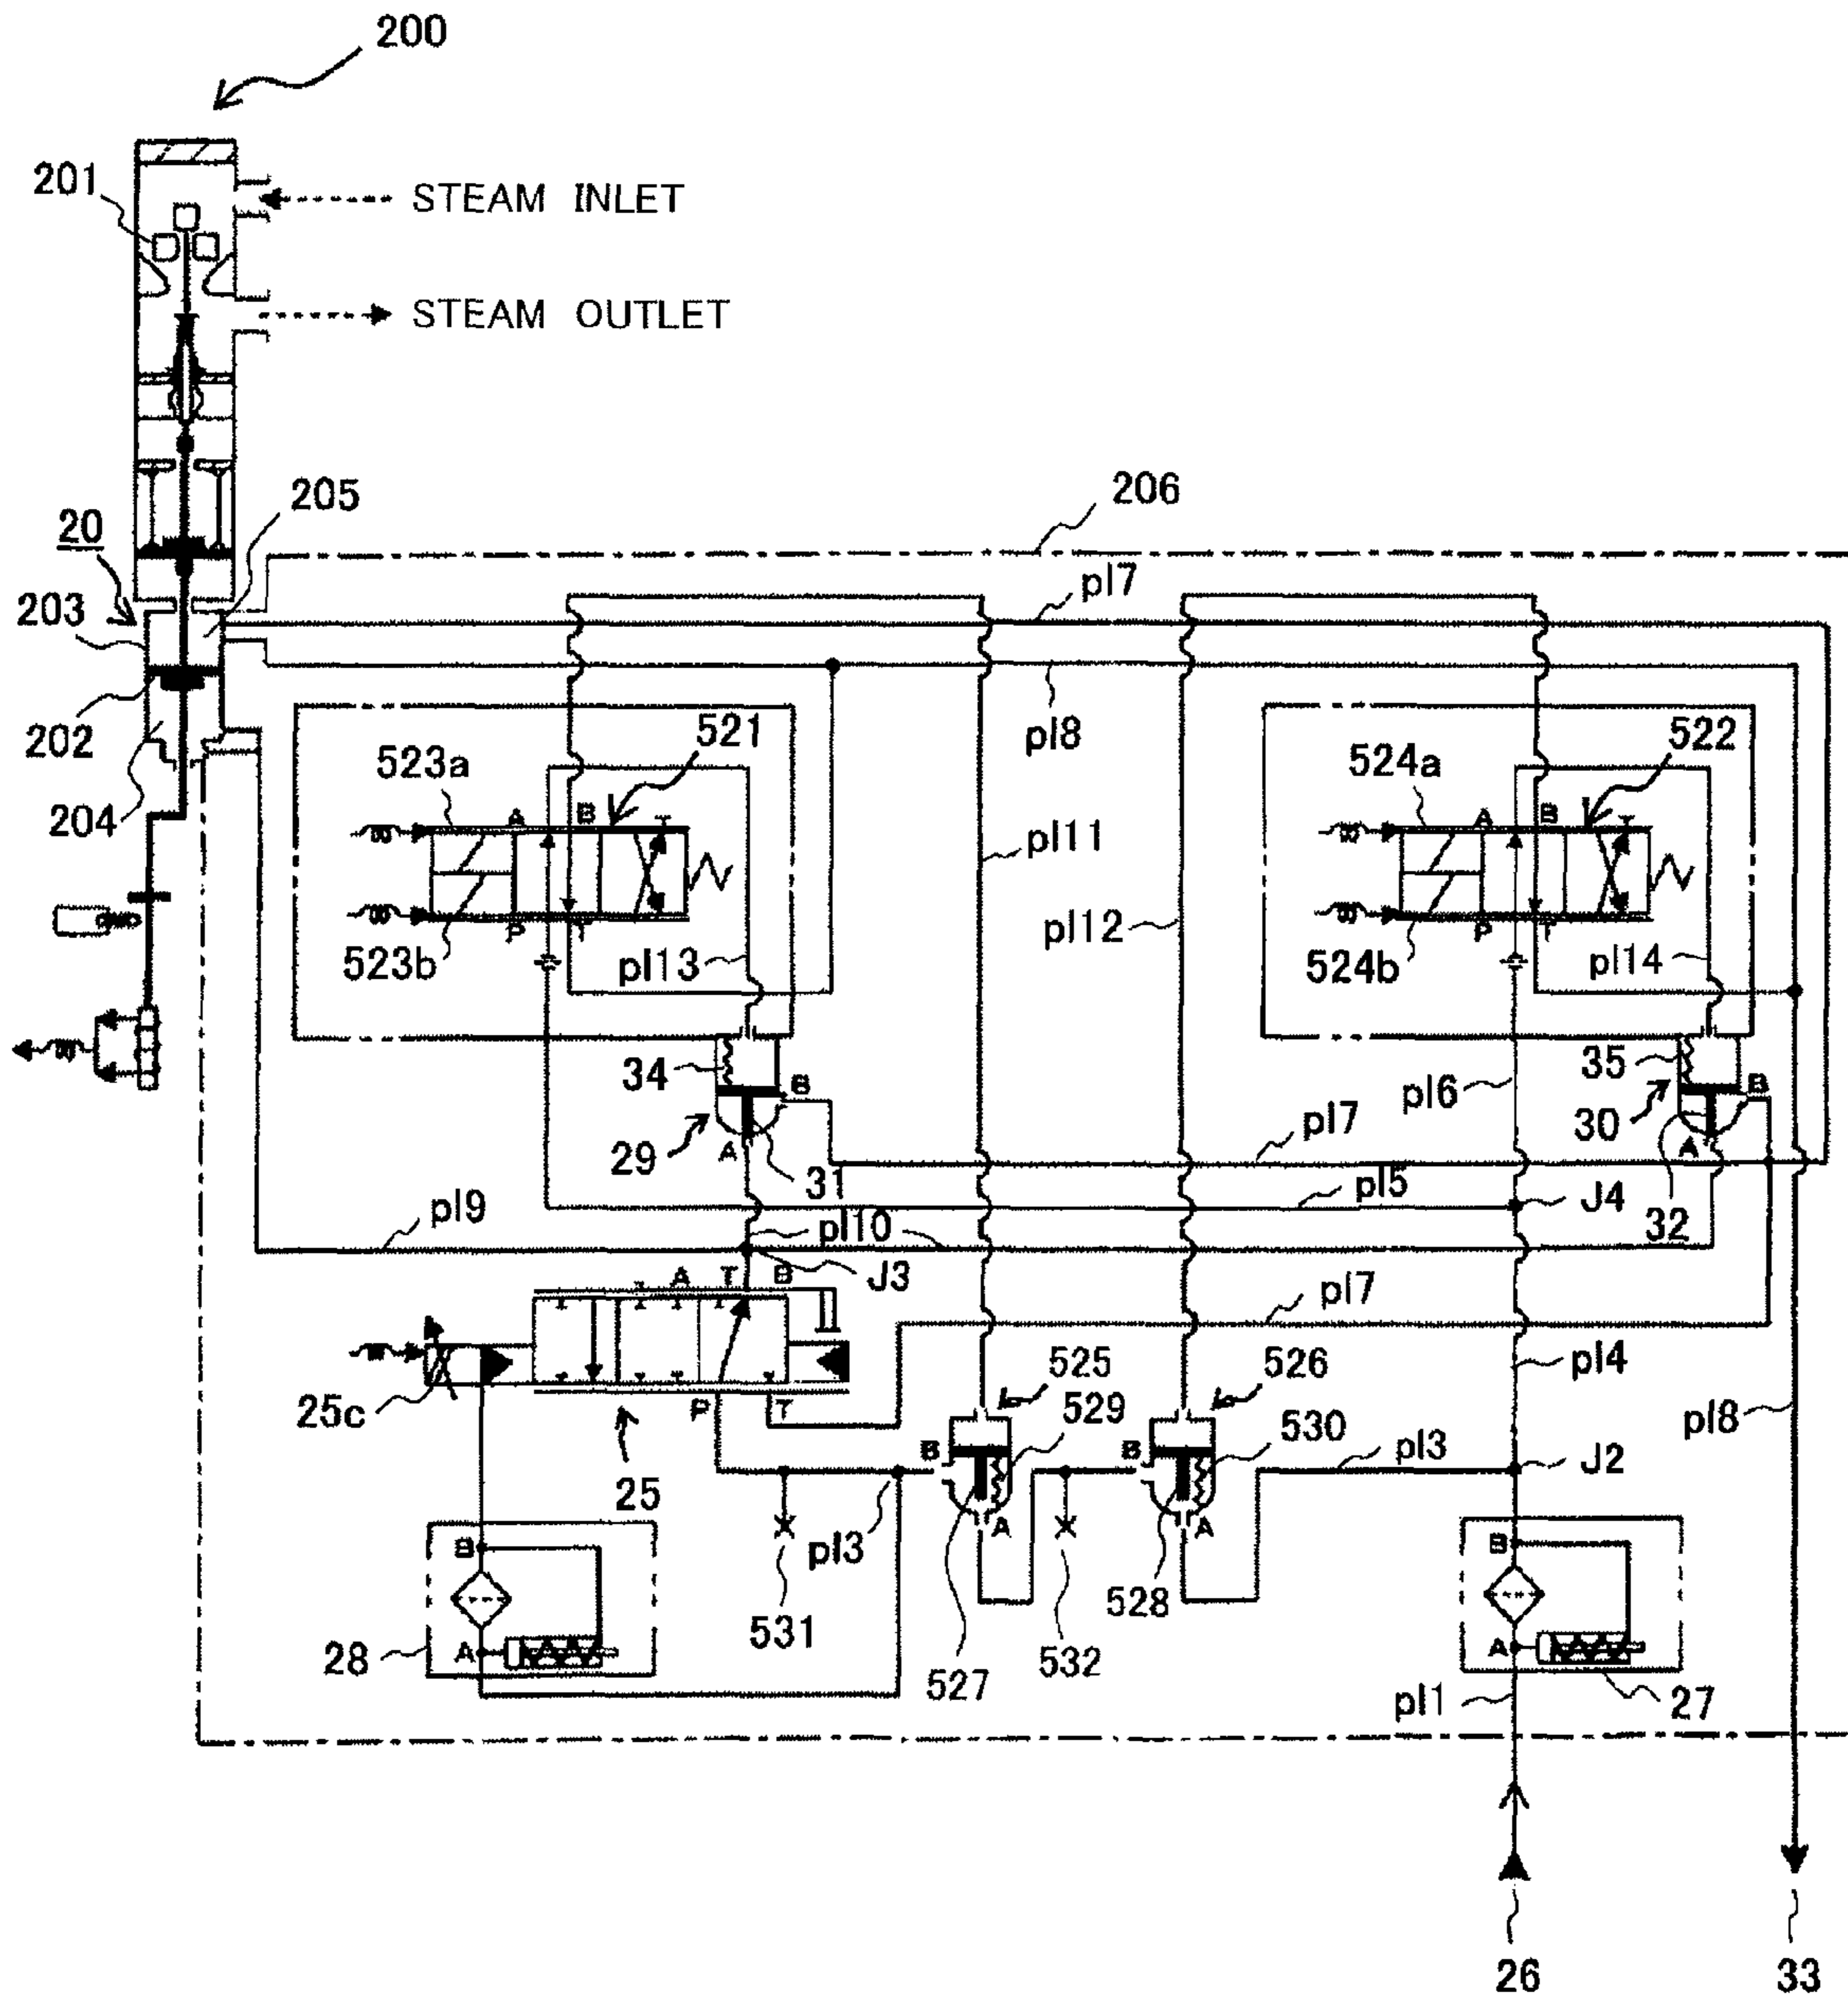 200
201
STEAM INLET
STEAM OUTLET
205
206
20
203
pl7
202
pl8
204
523a
521
A B T
P T
523b
pl13
pl11
pl12
524a
522
A B T
P T
524b
pl14
34
B
29
A
31
pl6
35
B
30
A
32
pl7
pl5
J4
pl9
pl10
J3
A T B
pl7
25c
P T
25
525
529
B
A
527
526
530
B
A
528
pl4
pl3
J2
pl8
pl3
531
532
B
A
28
B
A
27
pl1
26
33